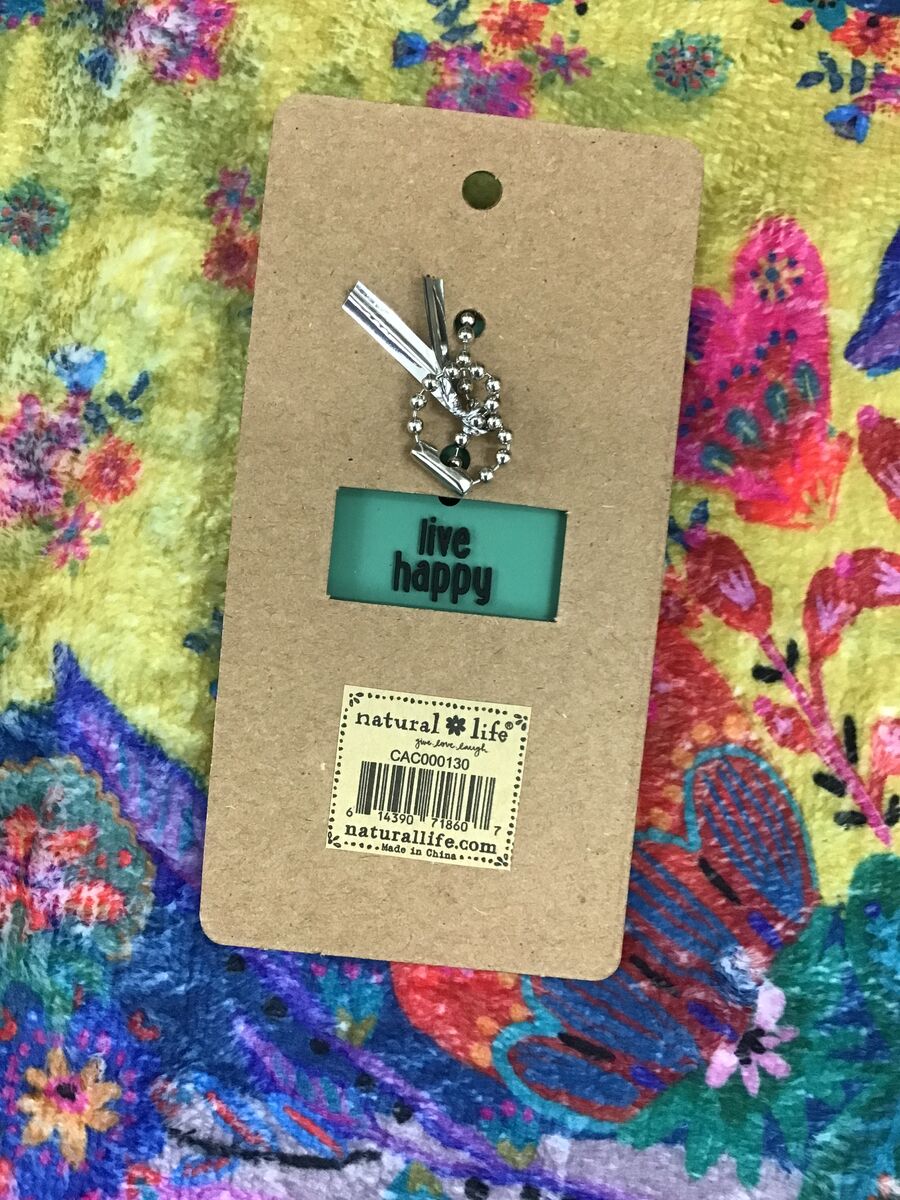 live
happy
natural life®
give love laugh
CAC000130
6 14390 71860 7
naturallife.com
Made in China